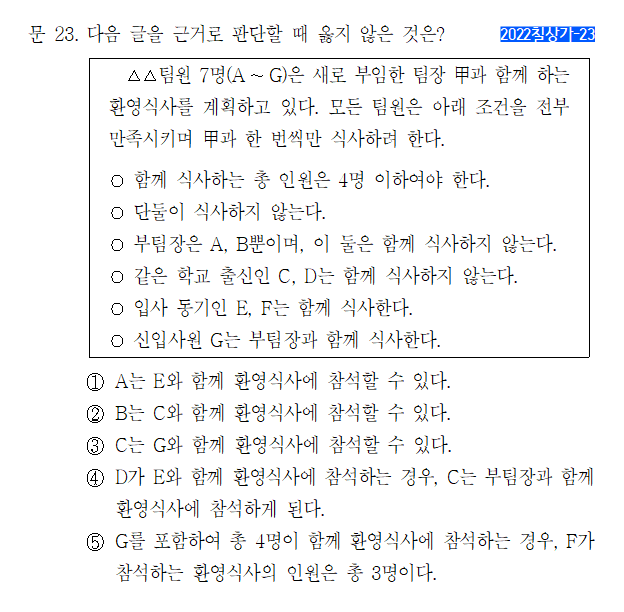 문 23. 다음 글을 근거로 판단할 때 옳지 않은 것은? 2022침상가-23
△△팀원 7명(A ~ G)은 새로 부임한 팀장 甲과 함께 하는
환영식사를 계획하고 있다. 모든 팀원은 아래 조건을 전부
만족시키며 甲과 한 번씩만 식사하려 한다.
○ 함께 식사하는 총 인원은 4명 이하여야 한다.
○ 단둘이 식사하지 않는다.
○ 부팀장은 A, B뿐이며, 이 둘은 함께 식사하지 않는다.
○ 같은 학교 출신인 C, D는 함께 식사하지 않는다.
○ 입사 동기인 E, F는 함께 식사한다.
○ 신입사원 G는 부팀장과 함께 식사한다.
① A는 E와 함께 환영식사에 참석할 수 있다.
② B는 C와 함께 환영식사에 참석할 수 있다.
③ C는 G와 함께 환영식사에 참석할 수 있다.
④ D가 E와 함께 환영식사에 참석하는 경우, C는 부팀장과 함께
환영식사에 참석하게 된다.
⑤ G를 포함하여 총 4명이 함께 환영식사에 참석하는 경우, F가
참석하는 환영식사의 인원은 총 3명이다.